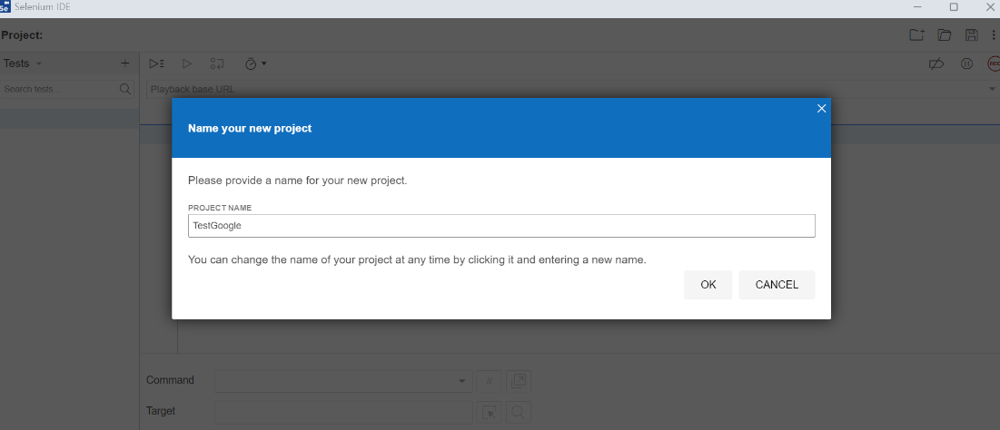 Se
Selenium IDE
Project:
Tests
Search tests...
Playback base URL
REC
Name your new project
Please provide a name for your new project.
PROJECT NAME
TestGoogle
You can change the name of your project at any time by clicking it and entering a new name.
OK CANCEL
Command
//
Target